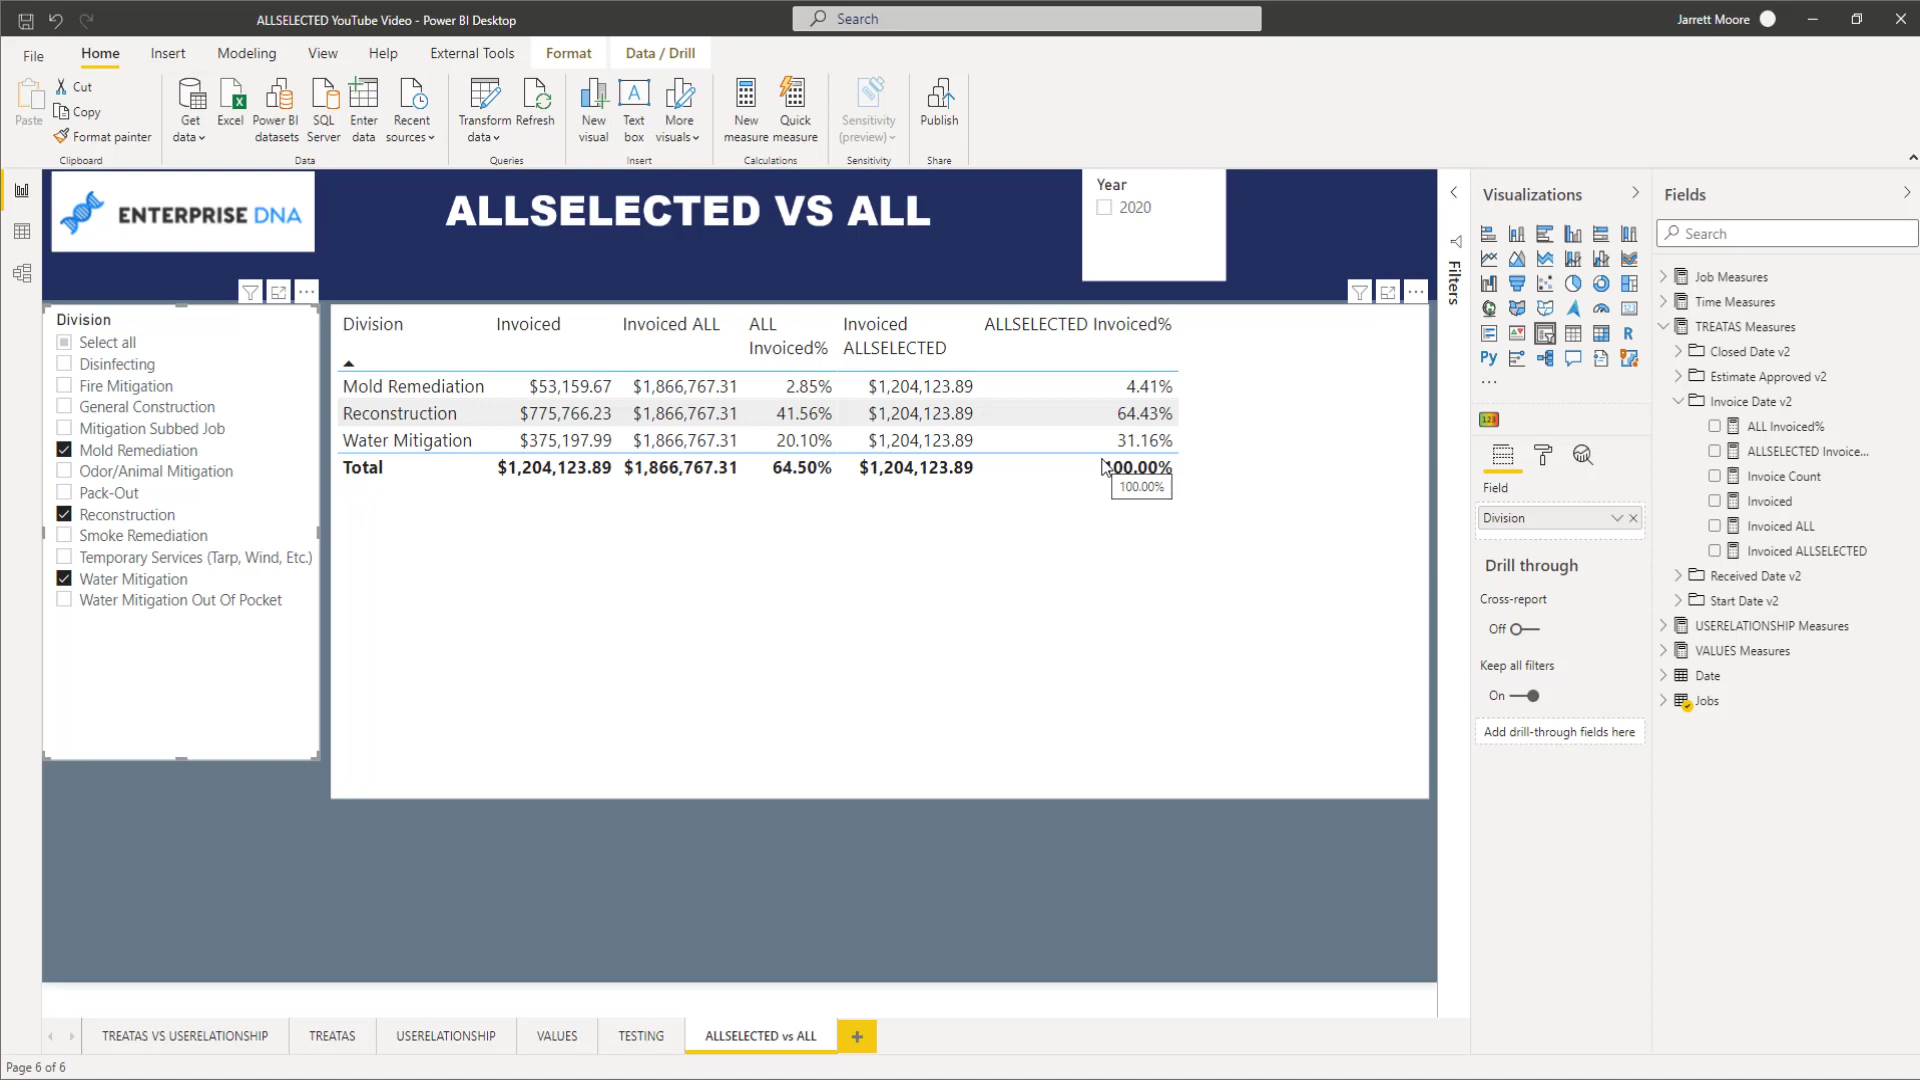 ALLSELECTED YouTube Video - Power BI Desktop
Search
Jarrett Moore
File
Home
Insert
Modeling
View
Help
External Tools
Format
Data / Drill
Paste
Cut
Copy
Format painter
Clipboard
Get data
Excel
Power BI datasets
SQL Server
Enter data
Recent sources
Data
Transform data
Refresh
Queries
New visual
Text box
More visuals
Insert
New measure
Quick measure
Calculations
Sensitivity (preview)
Sensitivity
Publish
Share
ENTERPRISE DNA
ALLSELECTED VS ALL
Year
2020
Division
Select all
Disinfecting
Fire Mitigation
General Construction
Mitigation Subbed Job
Mold Remediation
Odor/Animal Mitigation
Pack-Out
Reconstruction
Smoke Remediation
Temporary Services (Tarp, Wind, Etc.)
Water Mitigation
Water Mitigation Out Of Pocket
Division Invoiced Invoiced ALL ALL Invoiced% Invoiced ALLSELECTED ALLSELECTED Invoiced%
Mold Remediation $53,159.67 $1,866,767.31 2.85% $1,204,123.89 4.41%
Reconstruction $775,766.23 $1,866,767.31 41.56% $1,204,123.89 64.43%
Water Mitigation $375,197.99 $1,866,767.31 20.10% $1,204,123.89 31.16%
Total $1,204,123.89 $1,866,767.31 64.50% $1,204,123.89 100.00%
100.00%
Filters
Visualizations
R
Py
123
Field
Division
Drill through
Cross-report
Off
Keep all filters
On
Add drill-through fields here
Fields
Search
Job Measures
Time Measures
TREATAS Measures
Closed Date v2
Estimate Approved v2
Invoice Date v2
ALL Invoiced%
ALLSELECTED Invoice...
Invoice Count
Invoiced
Invoiced ALL
Invoiced ALLSELECTED
Received Date v2
Start Date v2
USERELATIONSHIP Measures
VALUES Measures
Date
Jobs
TREATAS VS USERELATIONSHIP
TREATAS
USERELATIONSHIP
VALUES
TESTING
ALLSELECTED vs ALL
Page 6 of 6